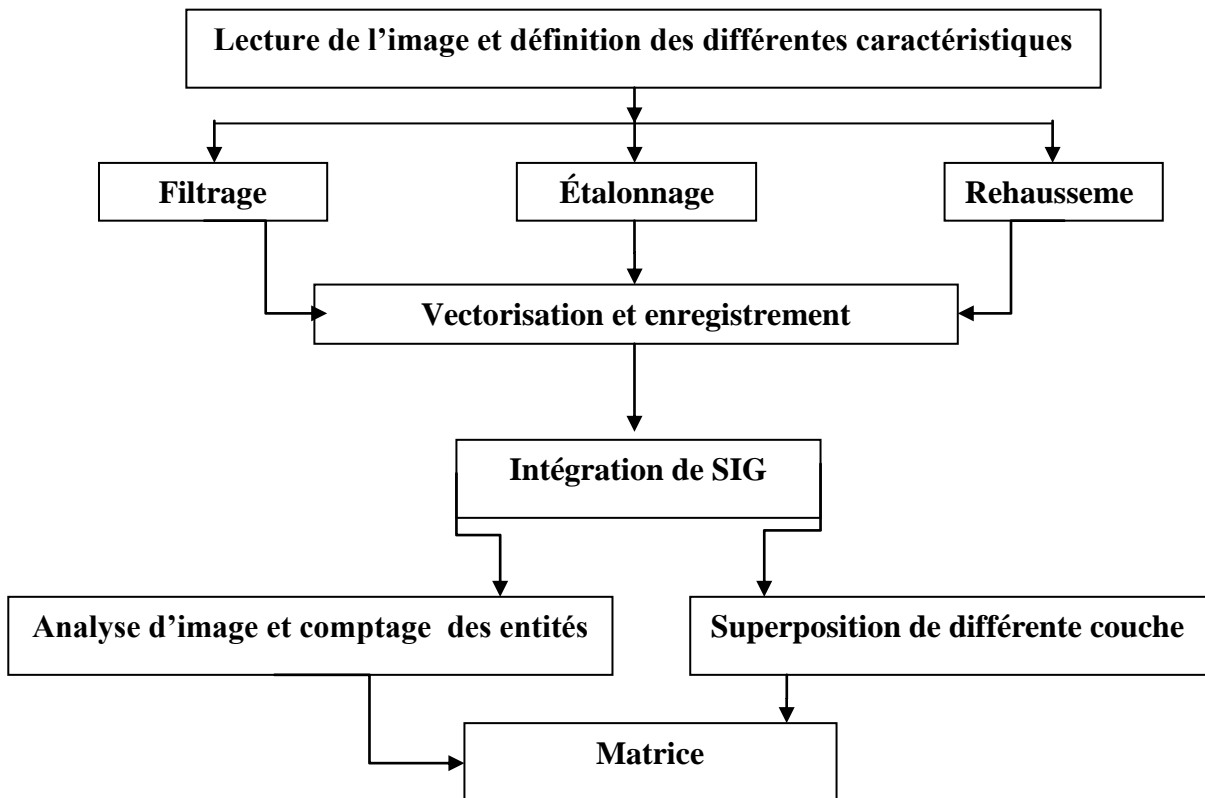 Lecture de l’image et définition des différentes caractéristiques
Filtrage
Étalonnage
Rehausseme
Vectorisation et enregistrement
Intégration de SIG
Analyse d’image et comptage des entités
Superposition de différente couche
Matrice